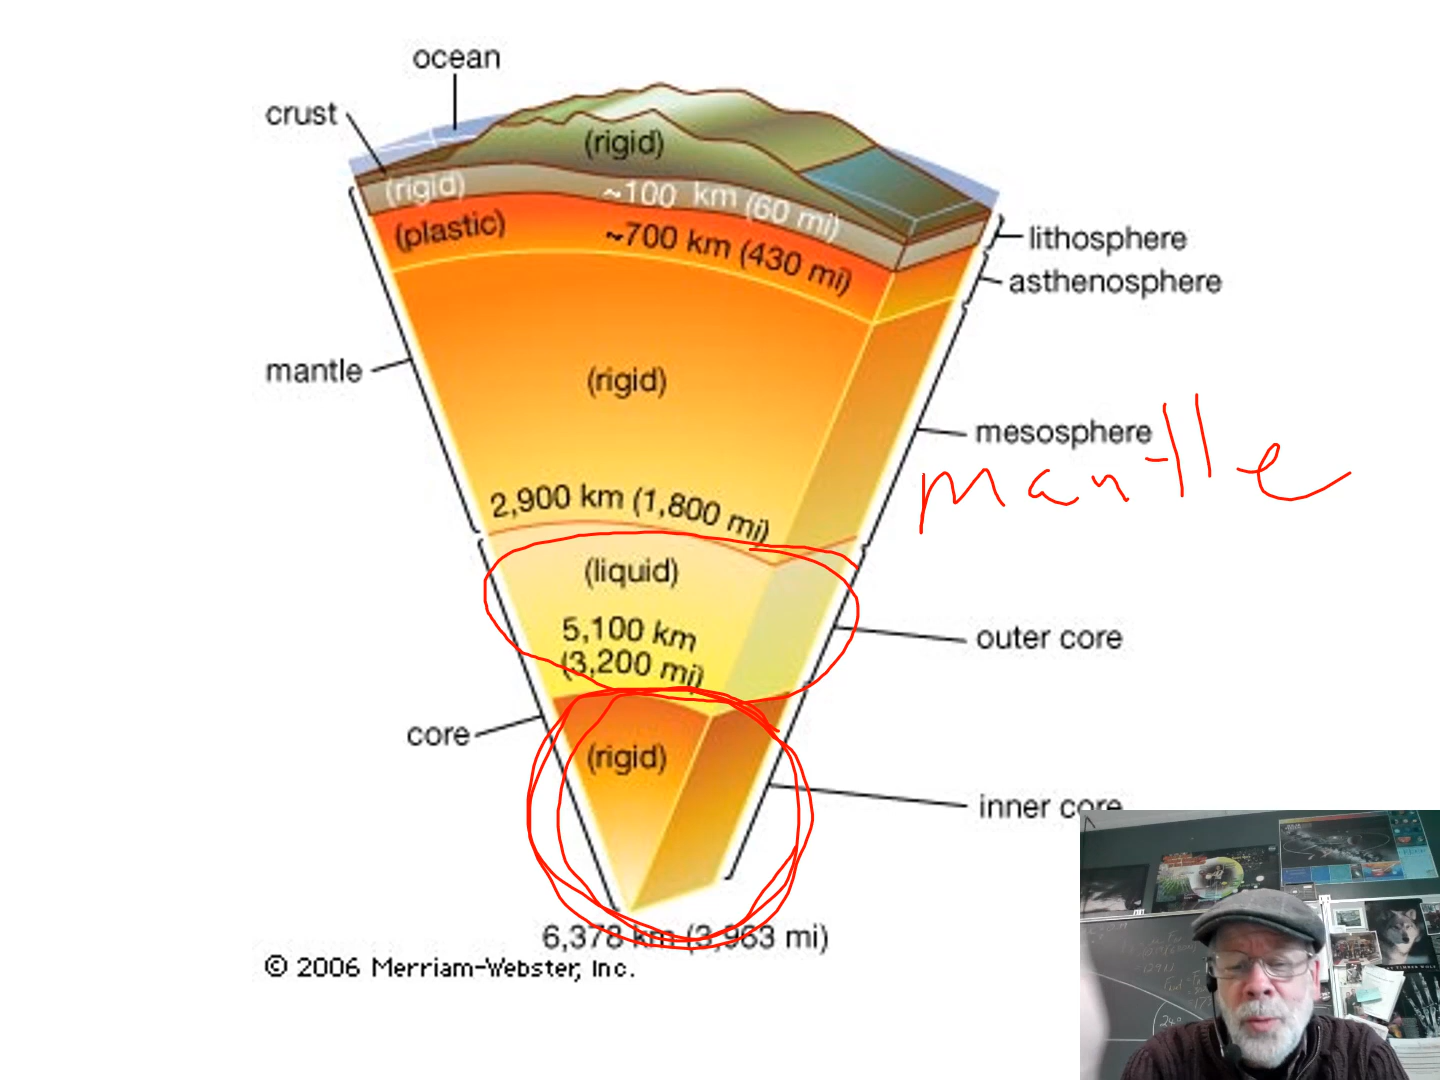 ocean
crust
(rigid)
(rigid)
~100 km (60 mi)
(plastic)
~700 km (430 mi)
lithosphere
asthenosphere
mantle
(rigid)
mesosphere
mantle
2,900 km (1,800 mi)
(liquid)
5,100 km
(3,200 mi)
outer core
core
(rigid)
inner core
6,378 km (3,963 mi)
© 2006 Merriam-Webster, Inc.